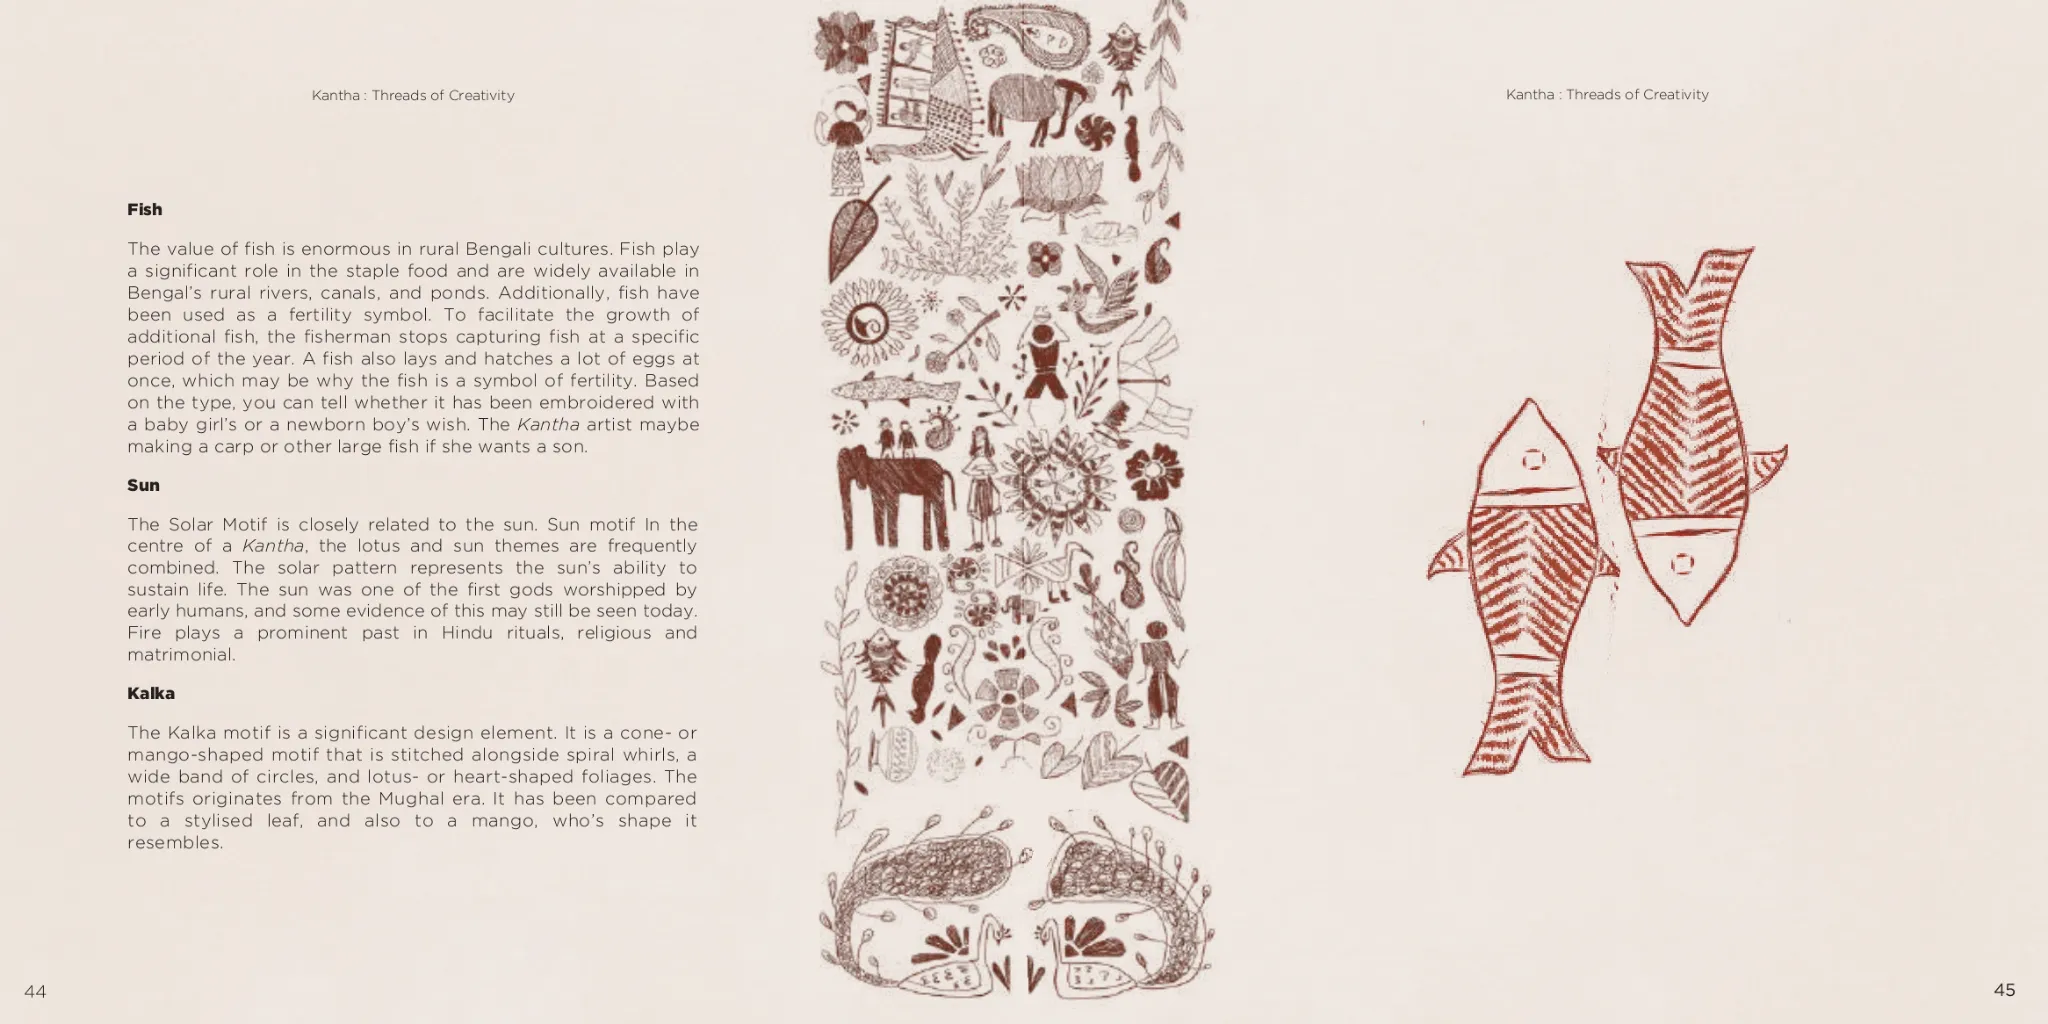 Kantha : Threads of Creativity
Fish
The value of fish is enormous in rural Bengali cultures. Fish play
a significant role in the staple food and are widely available in
Bengal's rural rivers, canals, and ponds. Additionally, fish have
been used as a fertility symbol. To facilitate the growth of
additional fish, the fisherman stops capturing fish at a specific
period of the year. A fish also lays and hatches a lot of eggs at
once, which may be why the fish is a symbol of fertility. Based
on the type, you can tell whether it has been embroidered with
a baby girl's or a newborn boy's wish. The Kantha artist maybe
making a carp or other large fish if she wants a son.
Sun
The Solar Motif is closely related to the sun. Sun motif In the
centre of a Kantha, the lotus and sun themes are frequently
combined. The solar pattern represents the sun's ability to
sustain life. The sun was one of the first gods worshipped by
early humans, and some evidence of this may still be seen today.
Fire plays a prominent past in Hindu rituals, religious and
matrimonial.
Kalka
The Kalka motif is a significant design element. It is a cone- or
mango-shaped motif that is stitched alongside spiral whirls, a
wide band of circles, and lotus- or heart-shaped foliages. The
motifs originates from the Mughal era. It has been compared
to a stylised leaf, and also to a mango, who's shape it
resembles.
44
Kantha : Threads of Creativity
45